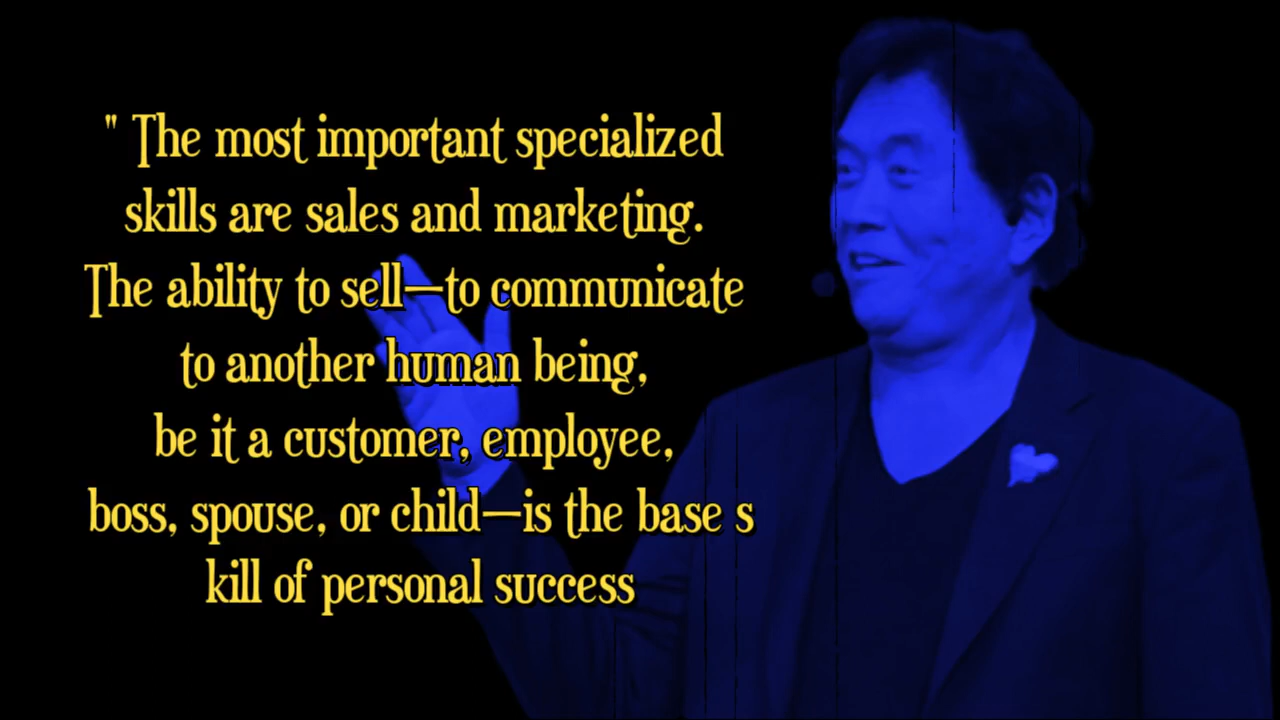 " The most important specialized
skills are sales and marketing.
The ability to sell—to communicate
to another human being,
be it a customer, employee,
boss, spouse, or child—is the base s
kill of personal success